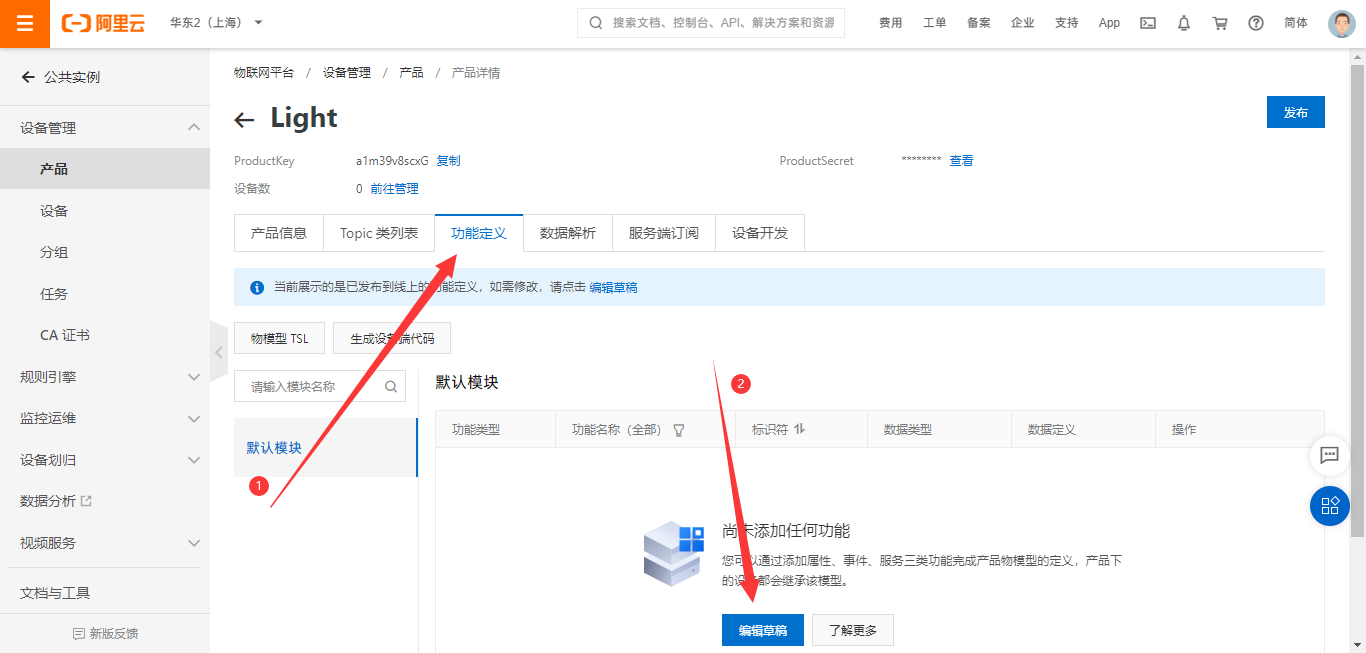 阿里云
华东2（上海）
搜索文档、控制台、API、解决方案和资源
费用 工单 备案 企业 支持 App 简体
公共实例
设备管理
产品
设备
分组
任务
CA 证书
规则引擎
监控运维
设备划归
数据分析
视频服务
文档与工具
新版反馈
物联网平台 / 设备管理 / 产品 / 产品详情
Light
发布
ProductKey a1m39v8scxG 复制
ProductSecret ******** 查看
设备数 0 前往管理
产品信息 Topic 类列表 功能定义 数据解析 服务端订阅 设备开发
当前展示的是已发布到线上的功能定义，如需修改，请点击 编辑草稿
物模型 TSL 生成设备端代码
请输入模块名称
默认模块
1
默认模块
2
功能类型 功能名称（全部） 标识符 数据类型 数据定义 操作
尚未添加任何功能
您可以通过添加属性、事件、服务三类功能完成产品物模型的定义，产品下
的设备都会继承该模型。
编辑草稿 了解更多